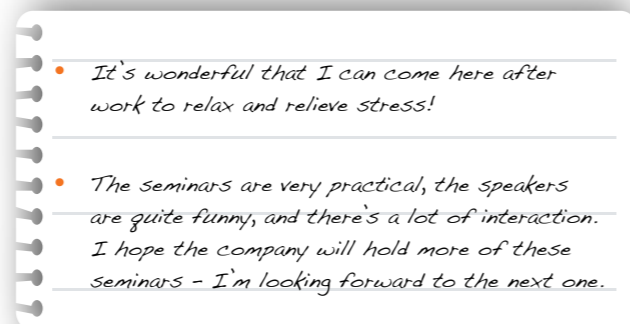 • It's wonderful that I can come here after
work to relax and relieve stress!
• The seminars are very practical, the speakers
are quite funny, and there's a lot of interaction.
I hope the company will hold more of these
seminars - I'm looking forward to the next one.